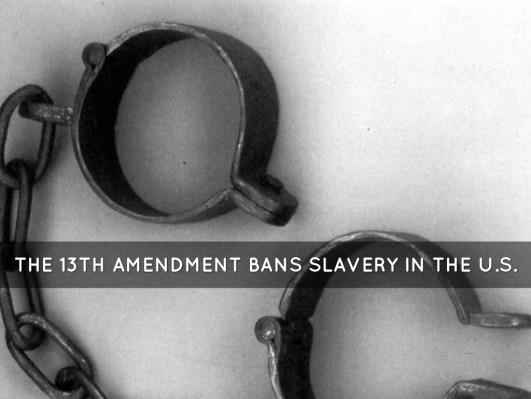 THE 13TH AMENDMENT BANS SLAVERY IN THE U.S.